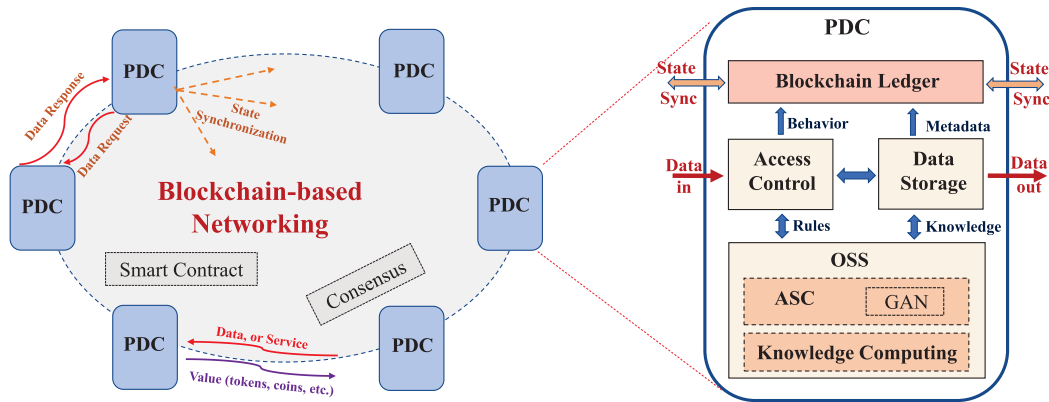 PDC
PDC
Data Response
Data Request
State
Synchronization
PDC
PDC
Blockchain-based
Networking
Smart Contract
Consensus
PDC
PDC
Data, or Service
Value (tokens, coins, etc.)
PDC
State
Sync
Blockchain Ledger
State
Sync
Behavior
Metadata
Data
in
Access
Control
Data
Storage
Data
out
Rules
Knowledge
OSS
ASC
GAN
Knowledge Computing